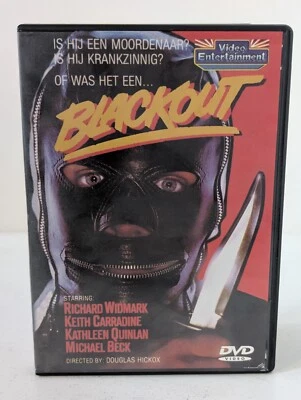 IS HIJ EEN MOORDENAAR?
IS HIJ KRANKZINNIG?
OF WAS HET EEN...
Video
Entertainment
BLACKOUT
STARRING
RICHARD WIDMARK
KEITH CARRADINE
KATHLEEN QUINLAN
MICHAEL BECK
DIRECTED BY: DOUGLAS HICKOX
DVD
VIDEO